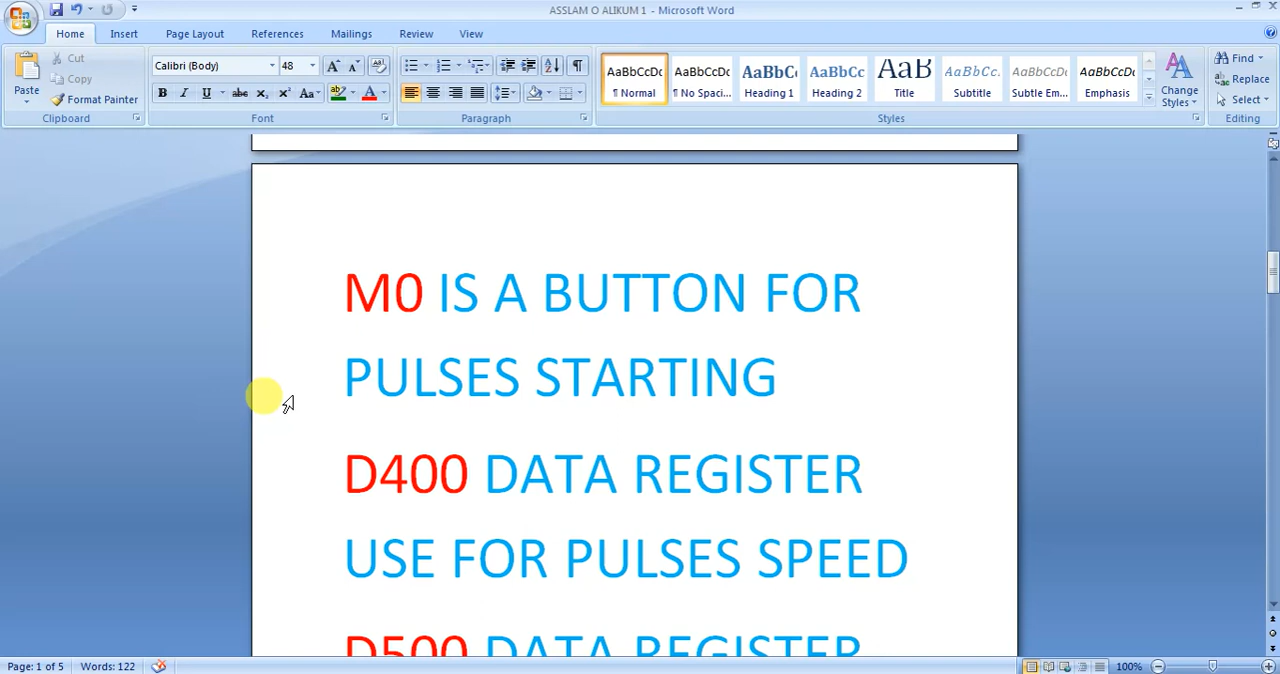 ASSLAM O ALIKUM 1 - Microsoft Word
Home Insert Page Layout References Mailings Review View
Paste
Cut
Copy
Format Painter
Clipboard
Calibri (Body) 48
Font
Paragraph
AaBbCcDc AaBbCcDc AaBbCc AaBbCc AaB AaBbCc. AaBbCcDc AaBbCcDc
¶ Normal ¶ No Spaci... Heading 1 Heading 2 Title Subtitle Subtle Em... Emphasis
Change
Styles
Styles
Find
Replace
Select
Editing
M0 IS A BUTTON FOR
PULSES STARTING
D400 DATA REGISTER
USE FOR PULSES SPEED
D500 DATA REGISTER
Page: 1 of 5 Words: 122 100%